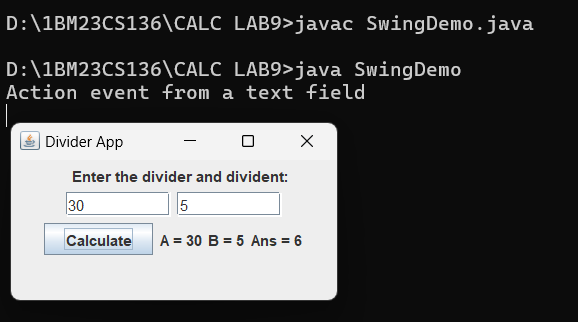 D:\1BM23CS136\CALC LAB9>javac SwingDemo.java
D:\1BM23CS136\CALC LAB9>java SwingDemo
Action event from a text field
Divider App
Enter the divider and divident:
30 5
Calculate A = 30 B = 5 Ans = 6